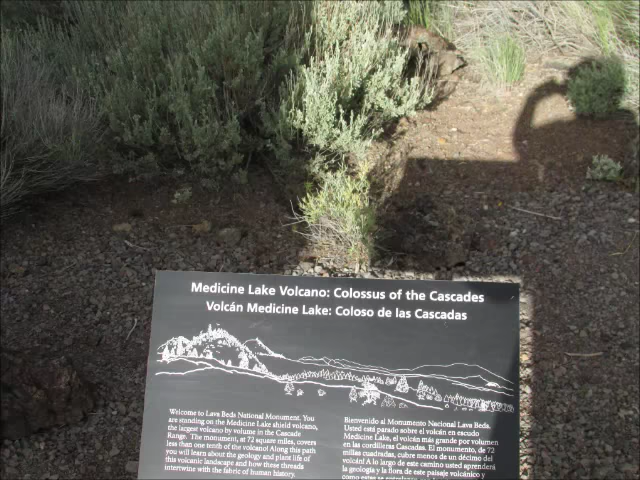 Medicine Lake Volcano: Colossus of the Cascades
Volcán Medicine Lake: Coloso de las Cascadas
Welcome to Lava Beds National Monument. You
are standing on the Medicine Lake shield volcano,
the largest volcano by volume in the Cascade
Range. The monument, at 72 square miles, covers
less than one tenth of the volcano! Along this path
you will learn about the geology and plant life of
this volcanic landscape and how these threads
intertwine with the fabric of human history.
Bienvenido al Monumento Nacional Lava Beds.
Usted está parado sobre el volcán en escudo
Medicine Lake, el volcán más grande por volumen
en las cordilleras Cascadas. El monumento, de 72
millas cuadradas, cubre menos de un décimo del
volcán! A lo largo de este camino usted aprenderá
la geología y la flora de este paisaje volcánico y
como estas se